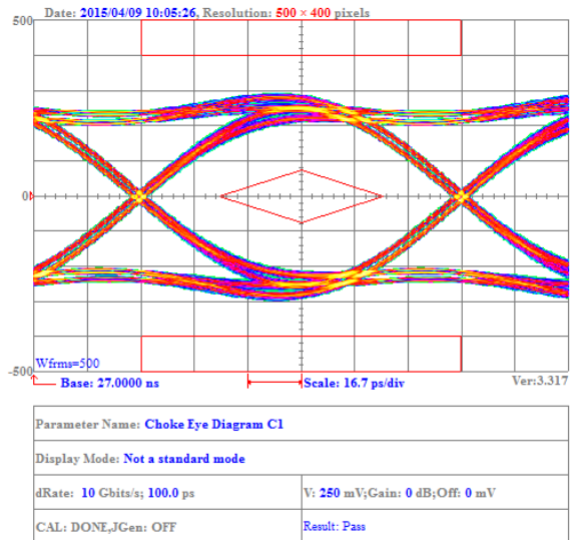 Date: 2015/04/09 10:05:26, Resolution: 500 × 400 pixels
500
0
-500
Wfrms=500
Base: 27.0000 ns
Scale: 16.7 ps/div
Ver:3.317
Parameter Name: Choke Eye Diagram C1
Display Mode: Not a standard mode
dRate: 10 Gbits/s; 100.0 ps
V: 250 mV;Gain: 0 dB;Off: 0 mV
CAL: DONE,JGen: OFF
Result: Pass